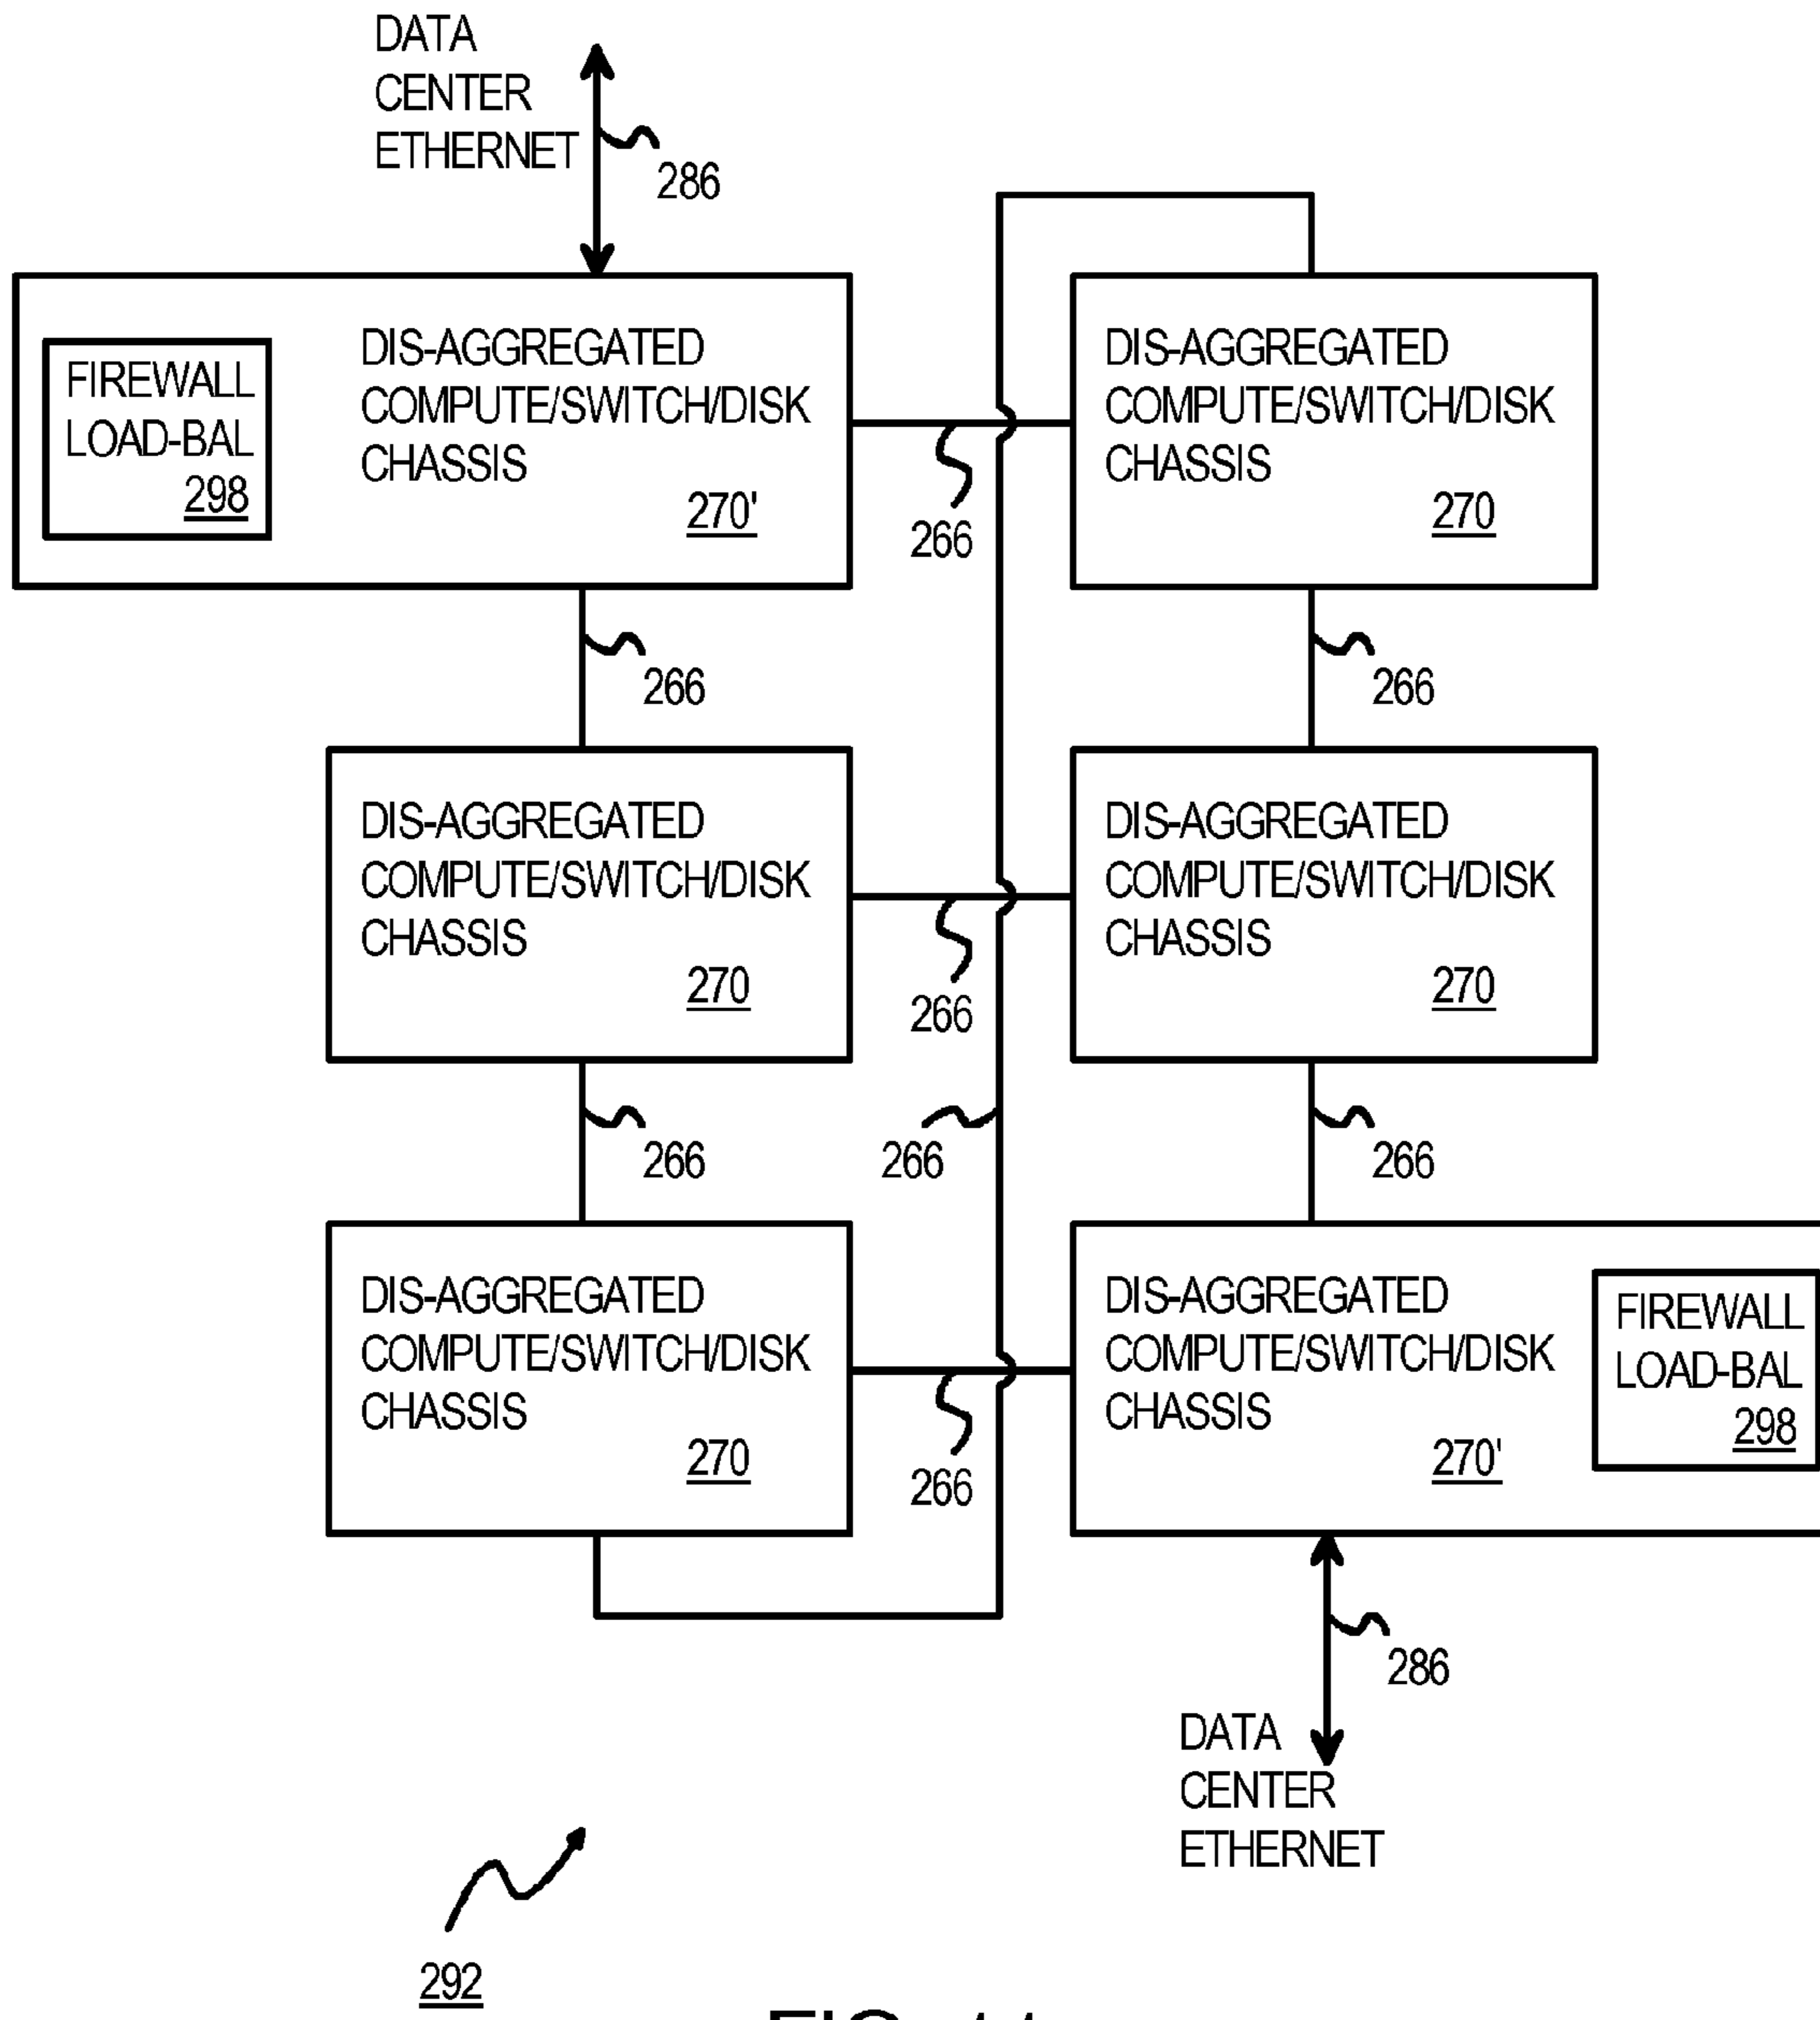 DATA
CENTER
ETHERNET
286
FIREWALL
LOAD-BAL
298
DIS-AGGREGATED
COMPUTE/SWITCH/DISK
CHASSIS
270'
266
DIS-AGGREGATED
COMPUTE/SWITCH/DISK
CHASSIS
270
266
266
DIS-AGGREGATED
COMPUTE/SWITCH/DISK
CHASSIS
270
266
DIS-AGGREGATED
COMPUTE/SWITCH/DISK
CHASSIS
270
266
266
266
DIS-AGGREGATED
COMPUTE/SWITCH/DISK
CHASSIS
270
266
DIS-AGGREGATED
COMPUTE/SWITCH/DISK
CHASSIS
270'
FIREWALL
LOAD-BAL
298
286
DATA
CENTER
ETHERNET
292